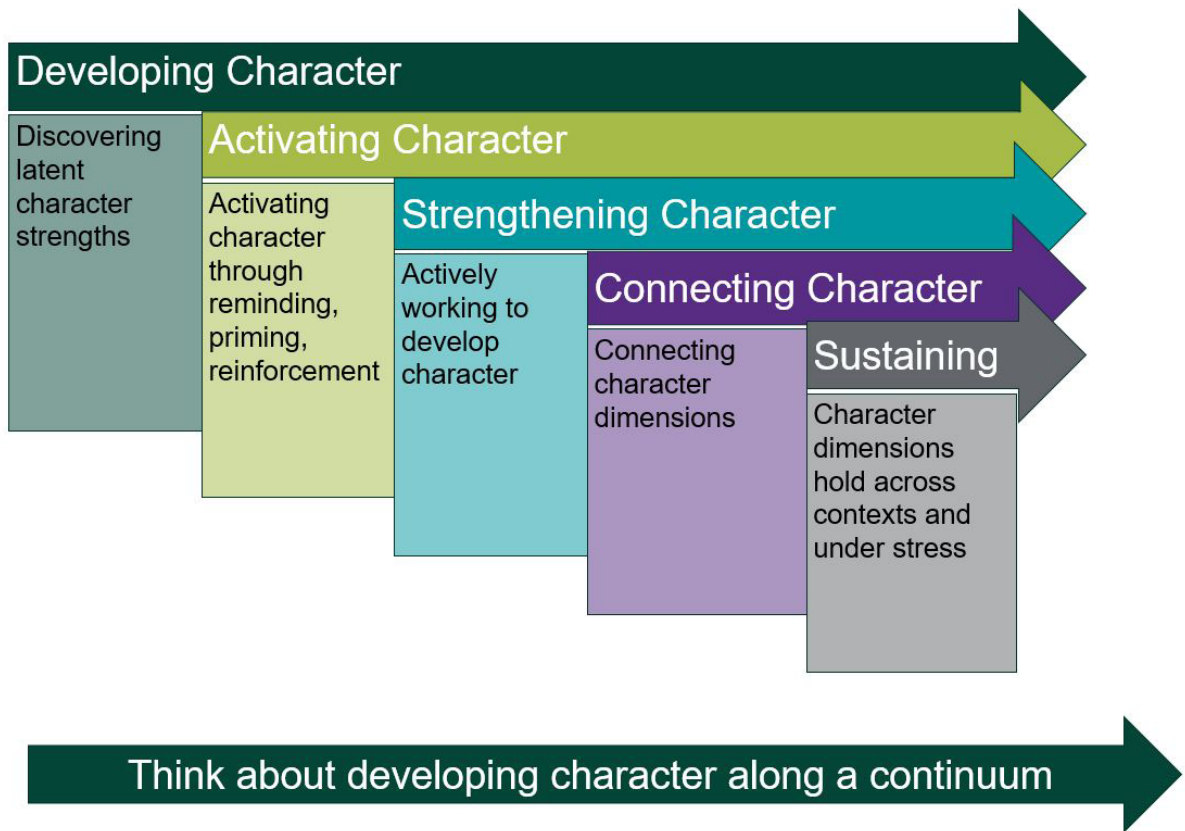 Developing Character
Discovering
latent
character
strengths
Activating Character
Activating
character
through
reminding,
priming,
reinforcement
Strengthening Character
Actively
working to
develop
character
Connecting Character
Connecting
character
dimensions
Sustaining
Character
dimensions
hold across
contexts and
under stress
Think about developing character along a continuum